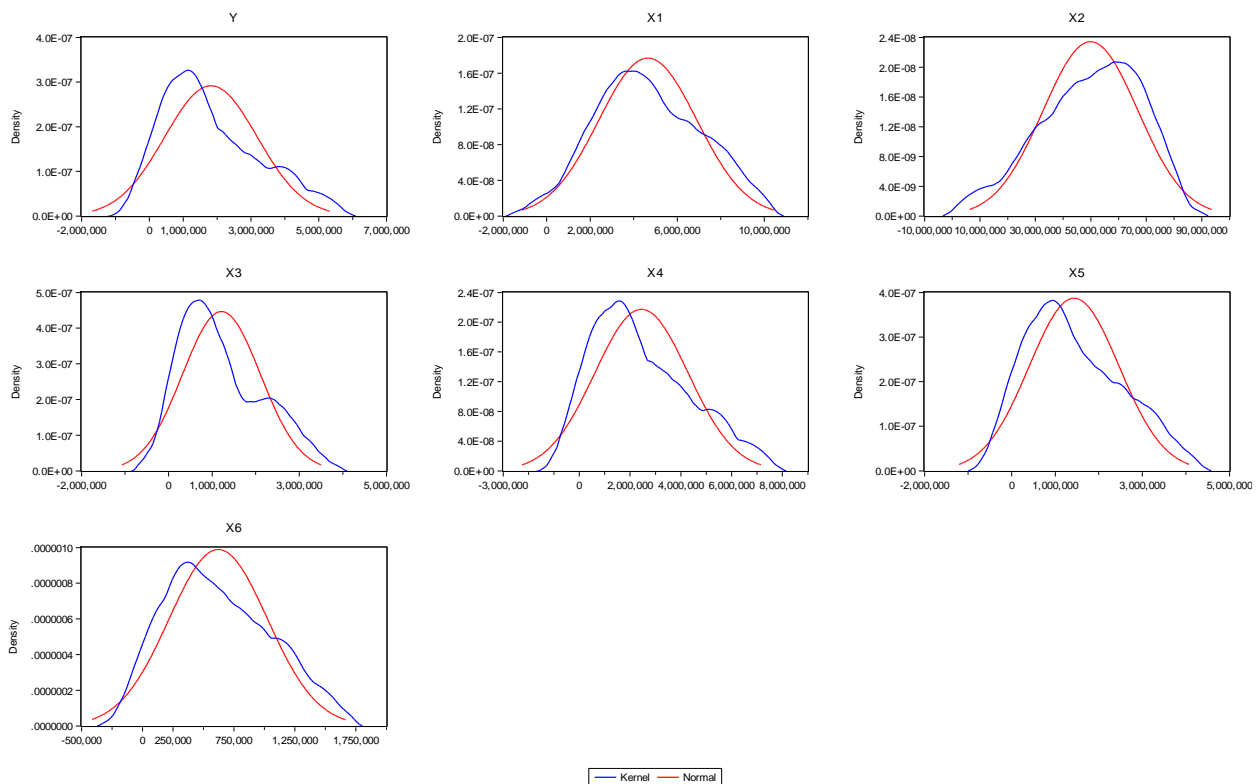 Y
X1
X2
4.0E-07
3.0E-07
2.0E-07
1.0E-07
0.0E+00
Density
-2,000,000 0 1,000,000 3,000,000 5,000,000 7,000,000
2.0E-07
1.6E-07
1.2E-07
8.0E-08
4.0E-08
0.0E+00
Density
-2,000,000 0 2,000,000 6,000,000 10,000,000
2.4E-08
2.0E-08
1.6E-08
1.2E-08
8.0E-09
4.0E-09
0.0E+00
Density
-10,000,000 10,000,000 30,000,000 50,000,000 70,000,000 90,000,000
X3
X4
X5
5.0E-07
4.0E-07
3.0E-07
2.0E-07
1.0E-07
0.0E+00
Density
-2,000,000 0 1,000,000 3,000,000 5,000,000
2.4E-07
2.0E-07
1.6E-07
1.2E-07
8.0E-08
4.0E-08
0.0E+00
Density
-3,000,000 0 2,000,000 4,000,000 6,000,000 8,000,000
4.0E-07
3.0E-07
2.0E-07
1.0E-07
0.0E+00
Density
-2,000,000 0 1,000,000 3,000,000 5,000,000
X6
.0000010
.0000008
.0000006
.0000004
.0000002
.0000000
Density
-500,000 0 250,000 750,000 1,250,000 1,750,000
Kernel Normal